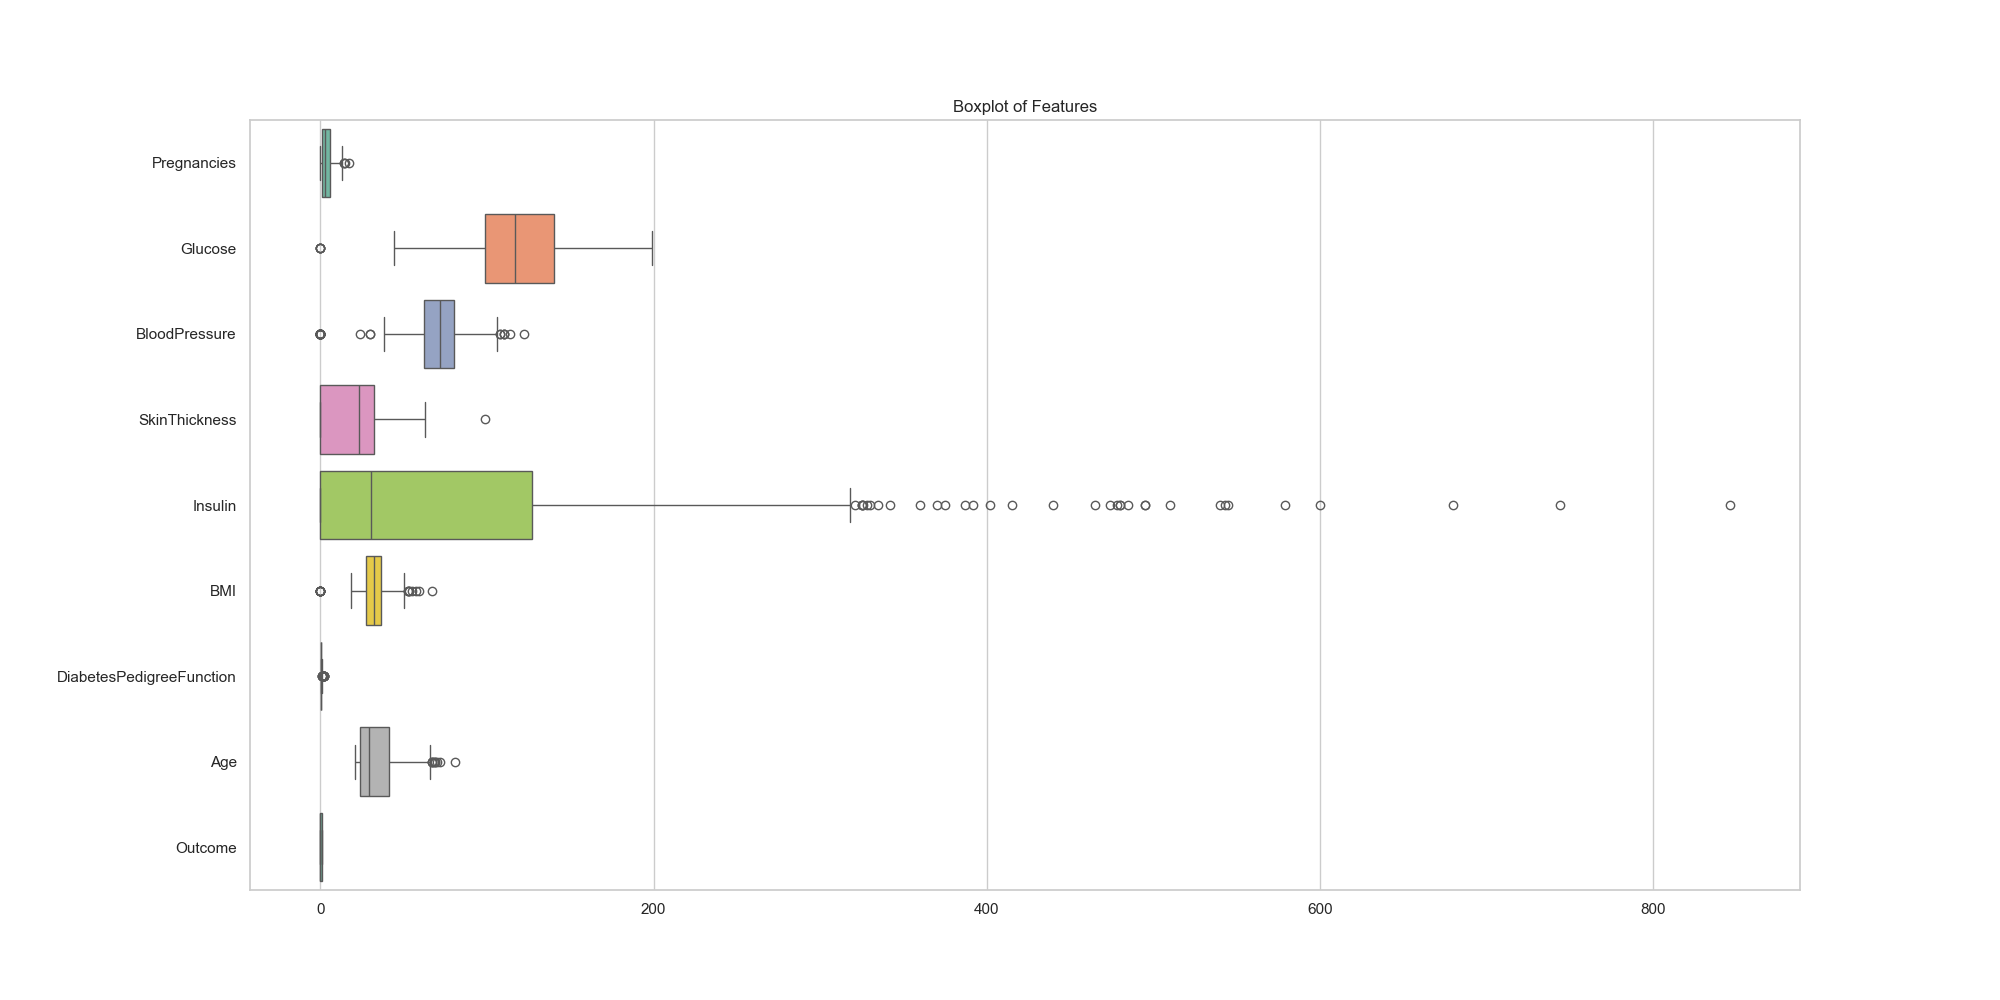 Boxplot of Features
Pregnancies
Glucose
BloodPressure
SkinThickness
Insulin
BMI
DiabetesPedigreeFunction
Age
Outcome
0 200 400 600 800